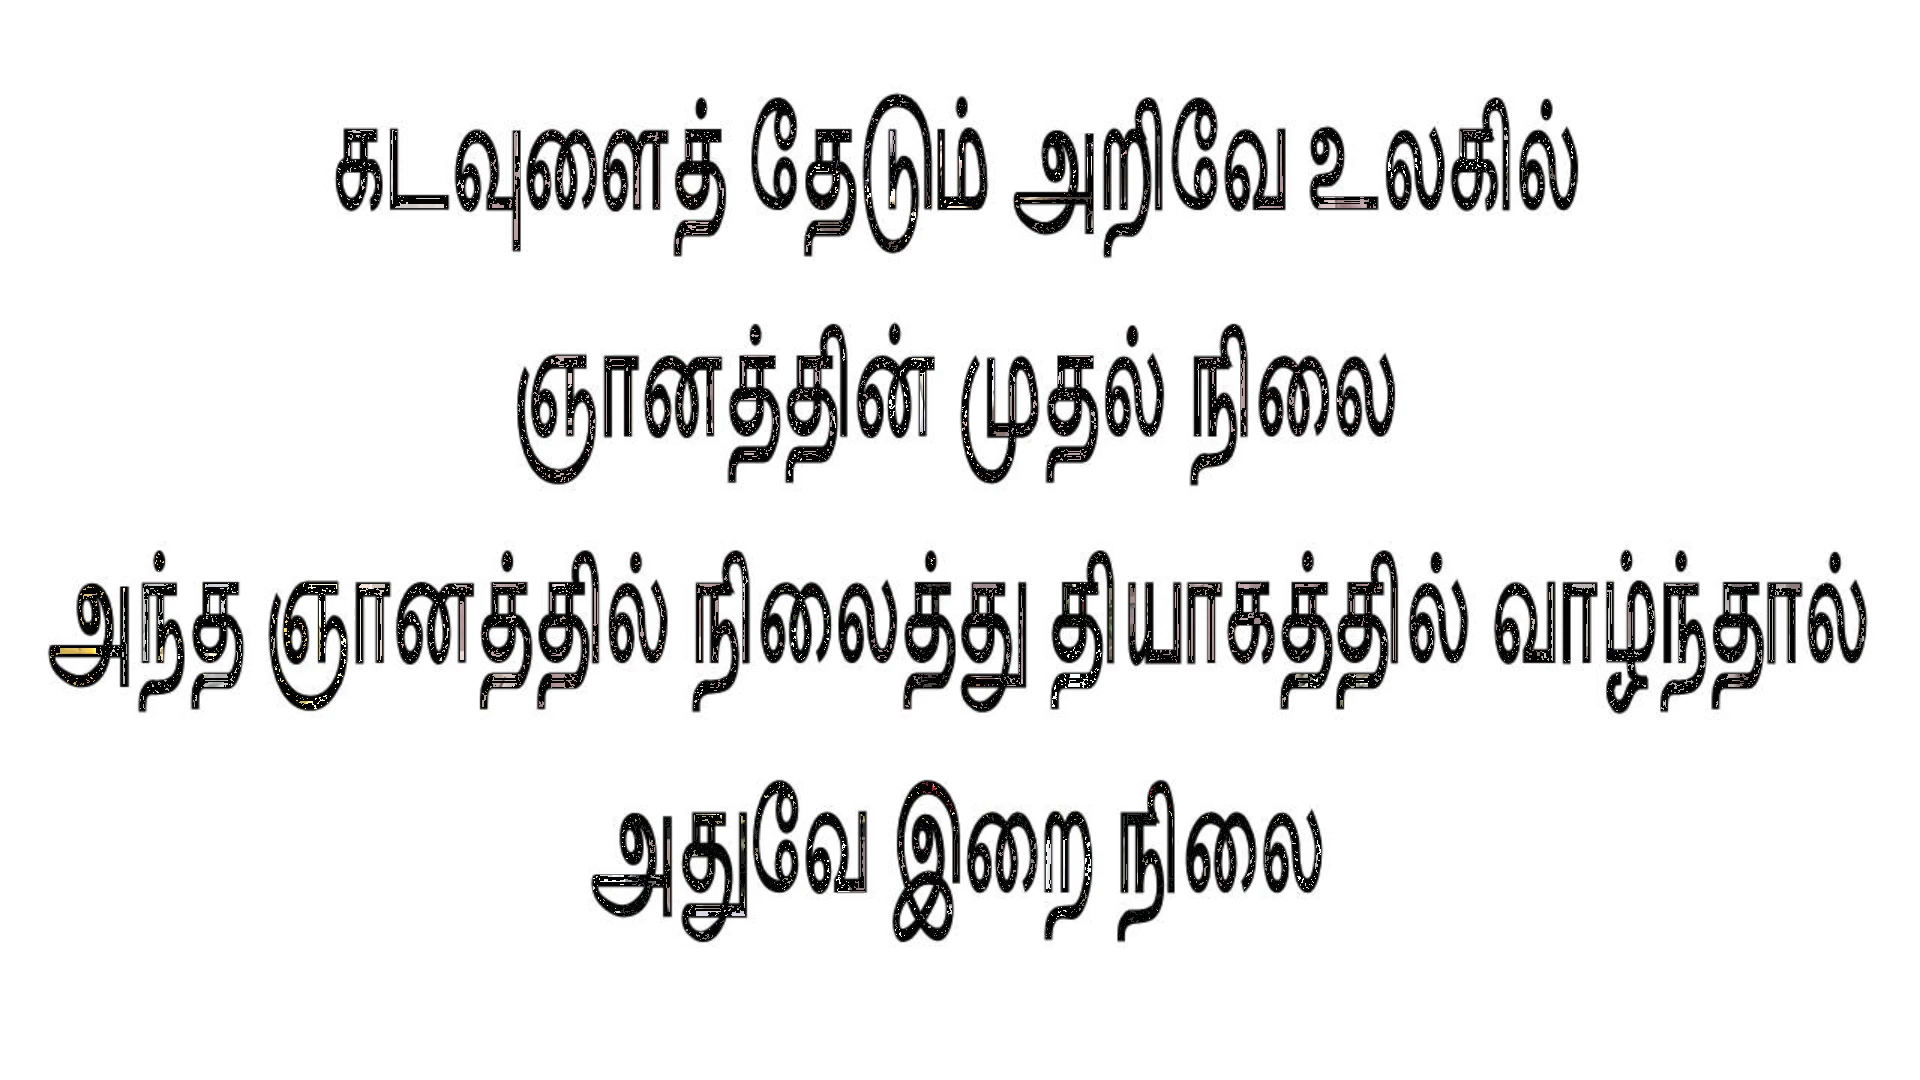 கடவுளைத் தேடும் அறிவே உலகில்
ஞானத்தின் முதல் நிலை
அந்த ஞானத்தில் நிலைத்து தியாகத்தில் வாழ்ந்தால்
அதுவே இறை நிலை